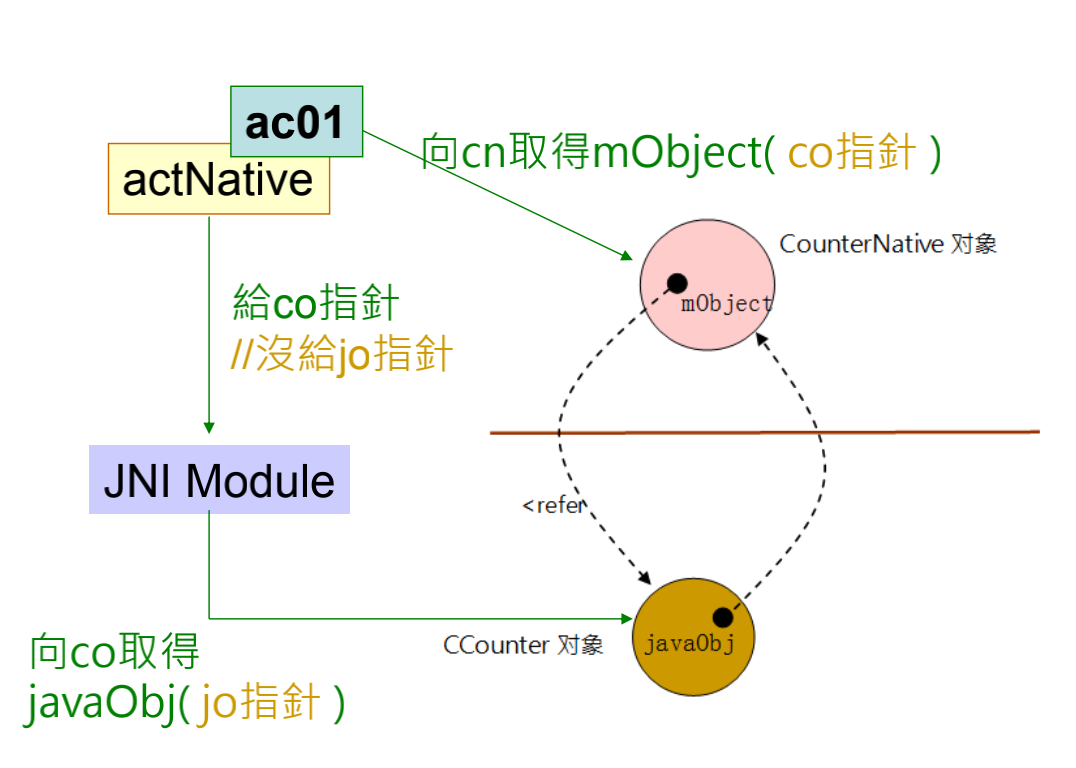 ac01
actNative
向cn取得mObject( co指針 )
CounterNative 对象
mObject
給co指針
//沒給jo指針
JNI Module
<refer
CCounter 对象
javaObj
向co取得
javaObj( jo指針 )